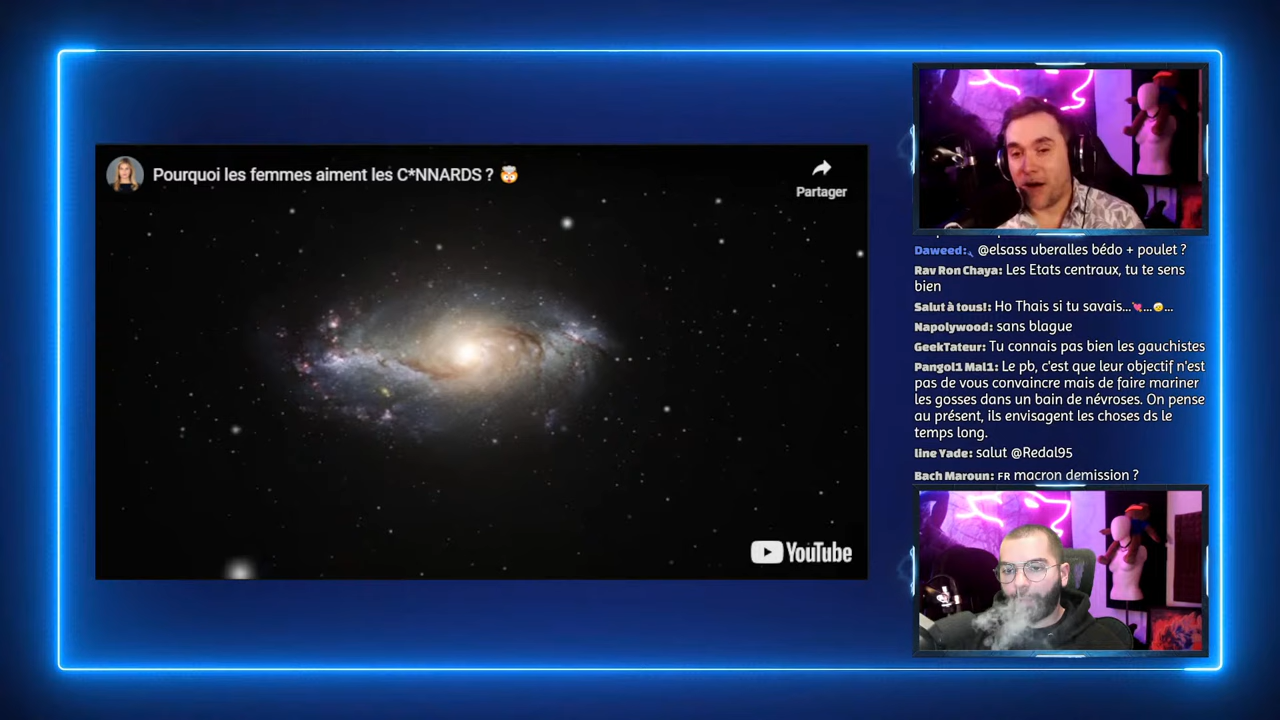 Pourquoi les femmes aiment les C*NNARDS ? 🤯
Partager
YouTube
Daweed: @elsass uberalles bédo + poulet ?
Rav Ron Chaya: Les Etats centraux, tu te sens
bien
Salut à tous!: Ho Thais si tu savais...💘...🤕...
Napolywood: sans blague
GeekTateur: Tu connais pas bien les gauchistes
Pangol1 Mal1: Le pb, c'est que leur objectif n'est
pas de vous convaincre mais de faire mariner
les gosses dans un bain de névroses. On pense
au présent, ils envisagent les choses ds le
temps long.
line Yade: salut @Redal95
Bach Maroun: FR macron demission ?